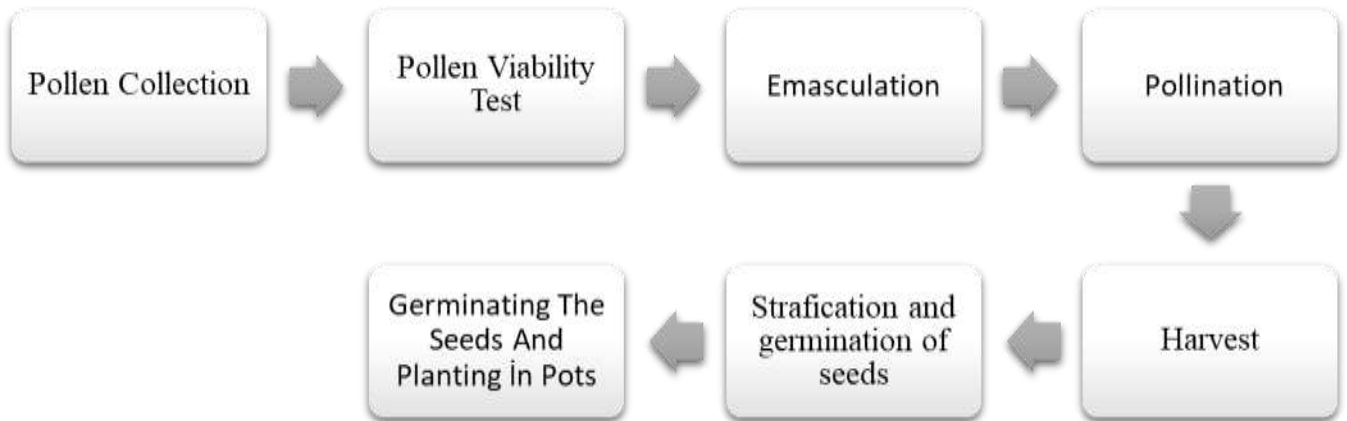 Pollen Collection
Pollen Viability
Test
Emasculation
Pollination
Harvest
Strafication and
germination of
seeds
Germinating The
Seeds And
Planting İn Pots